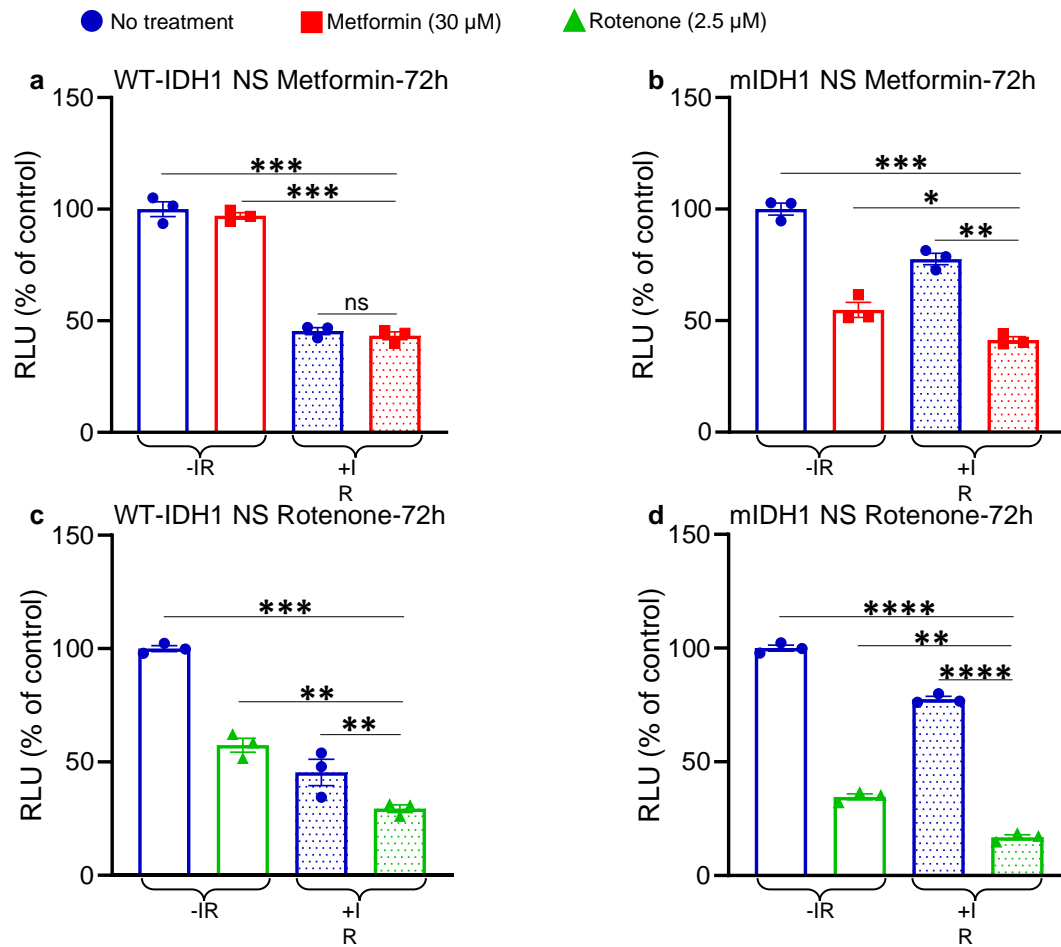 No treatment Metformin (30 µM) Rotenone (2.5 µM)
a WT-IDH1 NS Metformin-72h
150
100
50
0
RLU (% of control)
***
***
ns
-IR
+I
R
b mIDH1 NS Metformin-72h
150
100
50
0
RLU (% of control)
***
*
**
-IR
+I
R
c WT-IDH1 NS Rotenone-72h
150
100
50
0
RLU (% of control)
***
**
**
-IR
+I
R
d mIDH1 NS Rotenone-72h
150
100
50
0
RLU (% of control)
****
**
****
-IR
+I
R